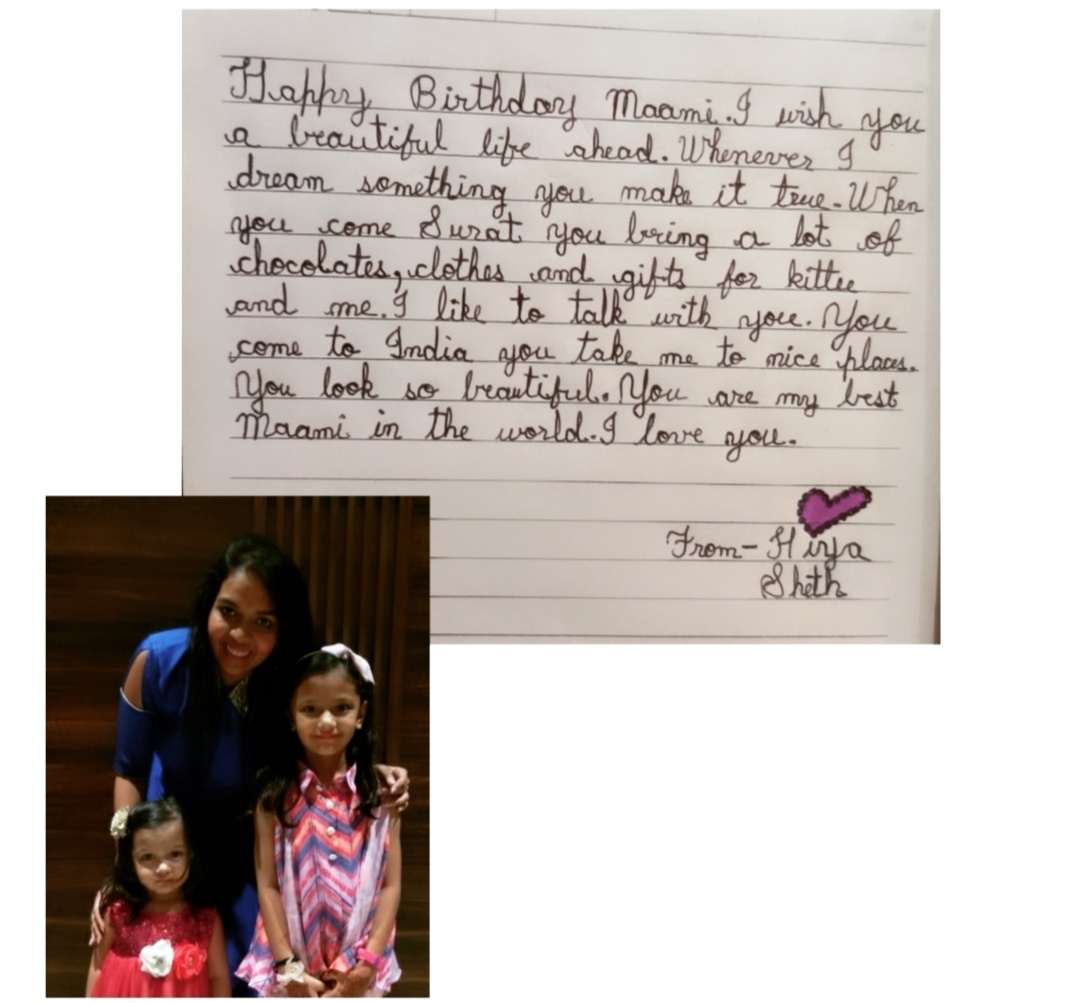 Happy Birthday Maami. I wish you
a beautiful life ahead. Whenever I
dream something you make it true. When
you come Surat you bring a lot of
chocolates, clothes and gifts for kittu
and me. I like to talk with you. You
come to India you take me to nice places.
You look so beautiful. You are my best
Maami in the world. I love you.
From- Hiya
Sheth